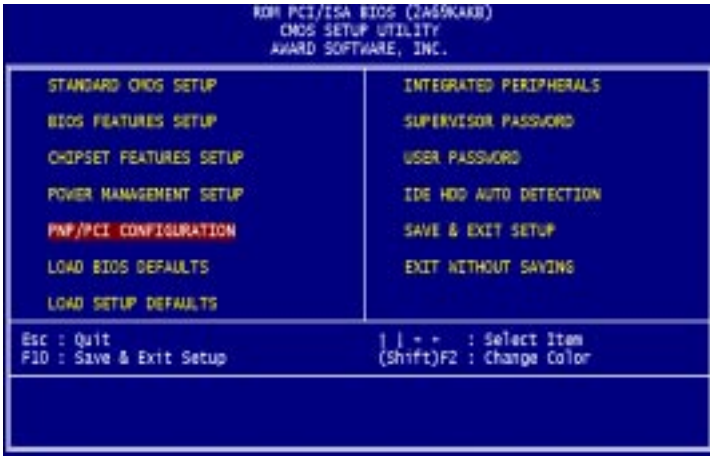 ROM PCI/ISA BIOS (2A69KAKB)
CMOS SETUP UTILITY
AWARD SOFTWARE, INC.
STANDARD CMOS SETUP
BIOS FEATURES SETUP
CHIPSET FEATURES SETUP
POWER MANAGEMENT SETUP
PNP/PCI CONFIGURATION
LOAD BIOS DEFAULTS
LOAD SETUP DEFAULTS
INTEGRATED PERIPHERALS
SUPERVISOR PASSWORD
USER PASSWORD
IDE HDD AUTO DETECTION
SAVE & EXIT SETUP
EXIT WITHOUT SAVING
Esc : Quit
F10 : Save & Exit Setup
: Select Item
(Shift)F2 : Change Color